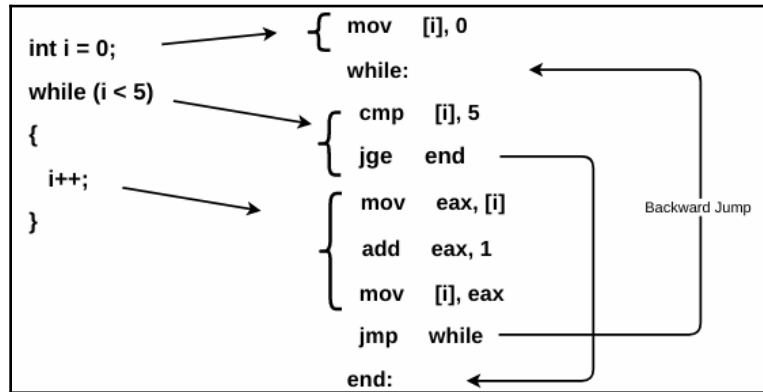 int i = 0;
while (i < 5)
{
i++;
}
mov [i], 0
while:
cmp [i], 5
jge end
mov eax, [i]
add eax, 1
mov [i], eax
jmp while
end:
Backward Jump